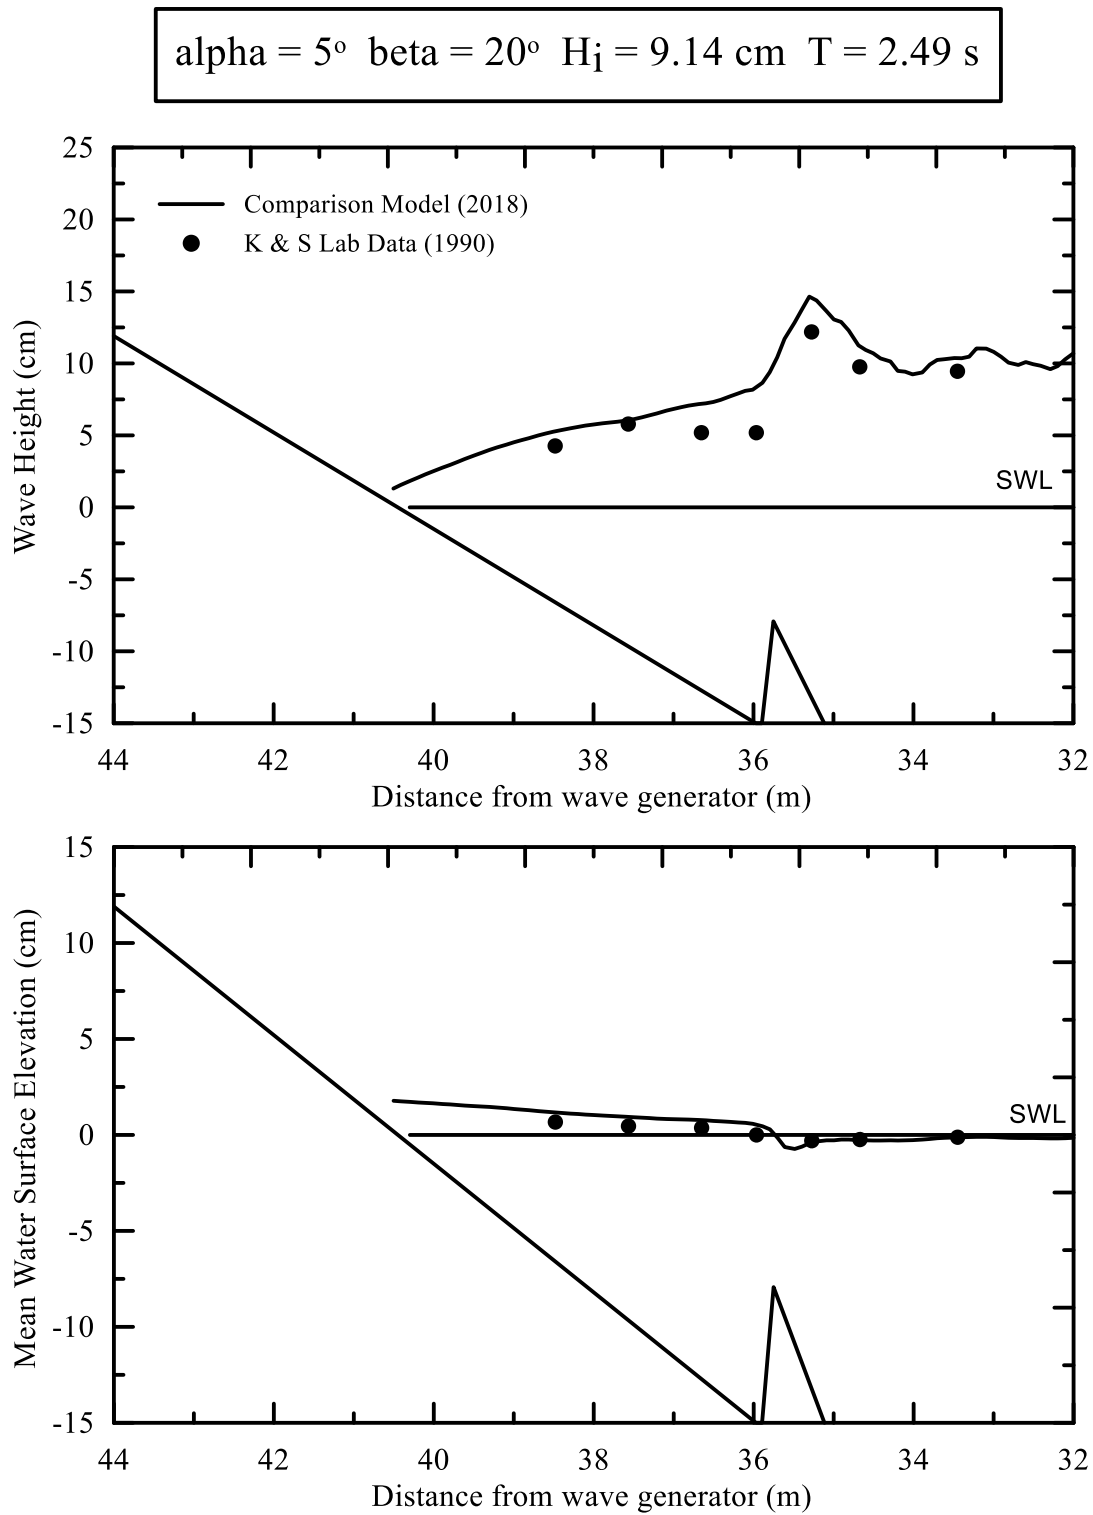 alpha = 5º beta = 20º Hi = 9.14 cm T = 2.49 s
25
Comparison Model (2018)
20
K & S Lab Data (1990)
15
10
5
SWL
0
-5
-10
-15
Wave Height (cm)
44 42 40 38 36 34 32
Distance from wave generator (m)
15
10
5
SWL
0
-5
-10
-15
Mean Water Surface Elevation (cm)
44 42 40 38 36 34 32
Distance from wave generator (m)